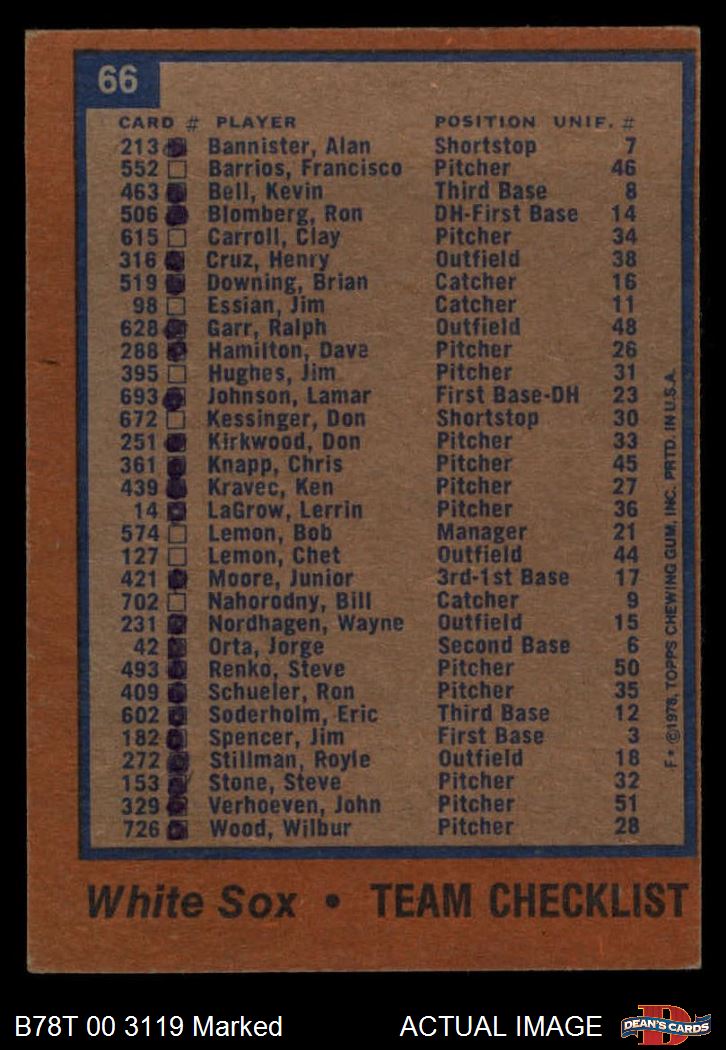 66
CARD # PLAYER POSITION UNIF. #
213 Bannister, Alan Shortstop 7
552 Barrios, Francisco Pitcher 46
463 Bell, Kevin Third Base 8
506 Blomberg, Ron DH-First Base 14
615 Carroll, Clay Pitcher 34
316 Cruz, Henry Outfield 38
519 Downing, Brian Catcher 16
98 Essian, Jim Catcher 11
628 Garr, Ralph Outfield 48
288 Hamilton, Dave Pitcher 26
395 Hughes, Jim Pitcher 31
693 Johnson, Lamar First Base-DH 23
672 Kessinger, Don Shortstop 30
251 Kirkwood, Don Pitcher 33
361 Knapp, Chris Pitcher 45
439 Kravec, Ken Pitcher 27
14 LaGrow, Lerrin Pitcher 36
574 Lemon, Bob Manager 21
127 Lemon, Chet Outfield 44
421 Moore, Junior 3rd-1st Base 17
702 Nahorodny, Bill Catcher 9
231 Nordhagen, Wayne Outfield 15
42 Orta, Jorge Second Base 6
493 Renko, Steve Pitcher 50
409 Schueler, Ron Pitcher 35
602 Soderholm, Eric Third Base 12
182 Spencer, Jim First Base 3
272 Stillman, Royle Outfield 18
153 Stone, Steve Pitcher 32
329 Verhoeven, John Pitcher 51
726 Wood, Wilbur Pitcher 28
F• ©1978, TOPPS CHEWING GUM, INC. PRTD. IN U.S.A.
White Sox • TEAM CHECKLIST
B78T 00 3119 Marked ACTUAL IMAGE
DEAN'S CARDS